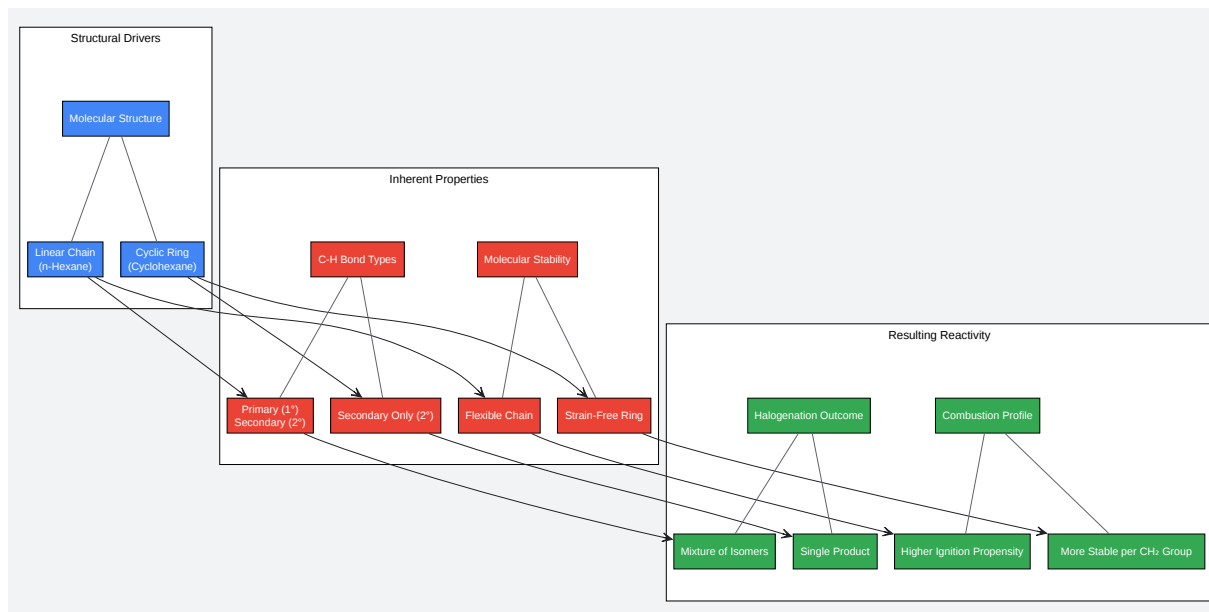 Structural Drivers
Molecular Structure
Linear Chain
(n-Hexane)
Cyclic Ring
(Cyclohexane)
Inherent Properties
C-H Bond Types
Molecular Stability
Primary (1°)
Secondary (2°)
Secondary Only (2°)
Flexible Chain
Strain-Free Ring
Resulting Reactivity
Halogenation Outcome
Combustion Profile
Mixture of Isomers
Single Product
Higher Ignition Propensity
More Stable per CH₂ Group